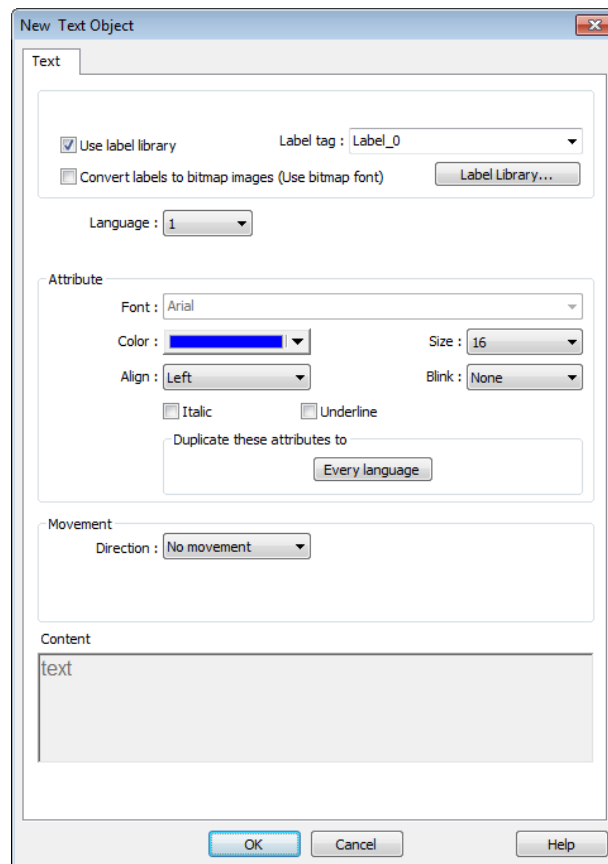 New Text Object
Text
Use label library
Label tag : Label_0
Convert labels to bitmap images (Use bitmap font)
Label Library...
Language : 1
Attribute
Font : Arial
Color :
Size : 16
Align : Left
Blink : None
Italic
Underline
Duplicate these attributes to
Every language
Movement
Direction : No movement
Content
text
OK
Cancel
Help